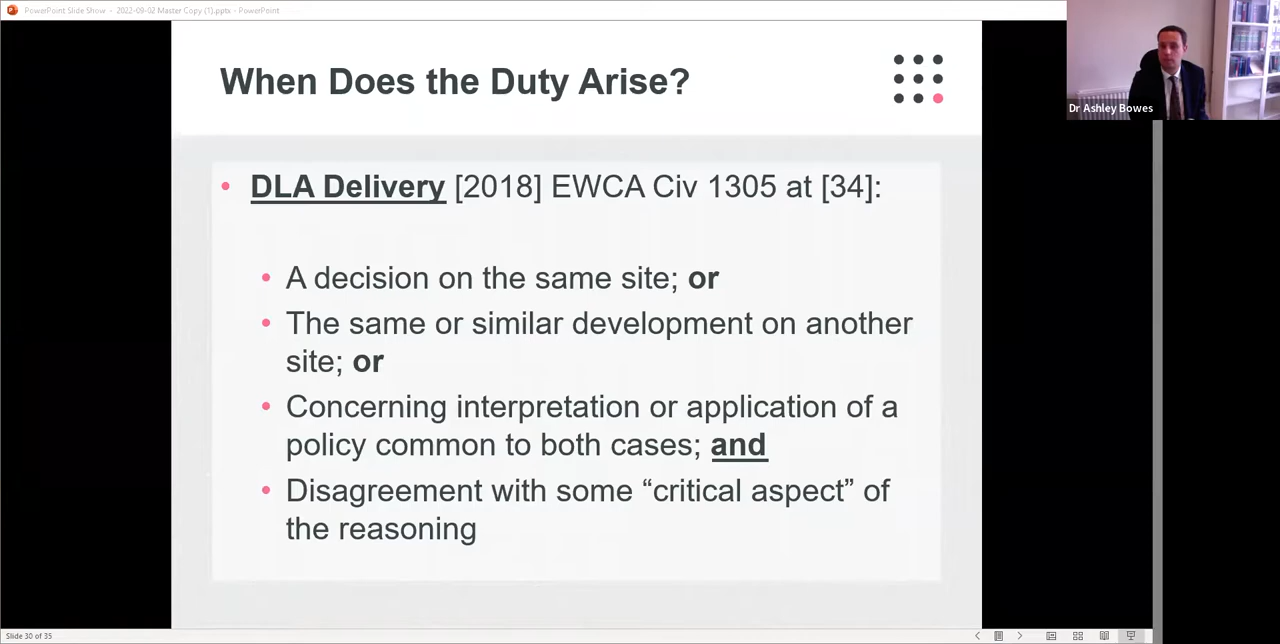 PowerPoint Slide Show - 2022-09-02 Master Copy (1).pptx - PowerPoint
When Does the Duty Arise?
Dr Ashley Bowes
• DLA Delivery [2018] EWCA Civ 1305 at [34]:
• A decision on the same site; or
• The same or similar development on another
site; or
• Concerning interpretation or application of a
policy common to both cases; and
• Disagreement with some “critical aspect” of
the reasoning
Slide 30 of 35